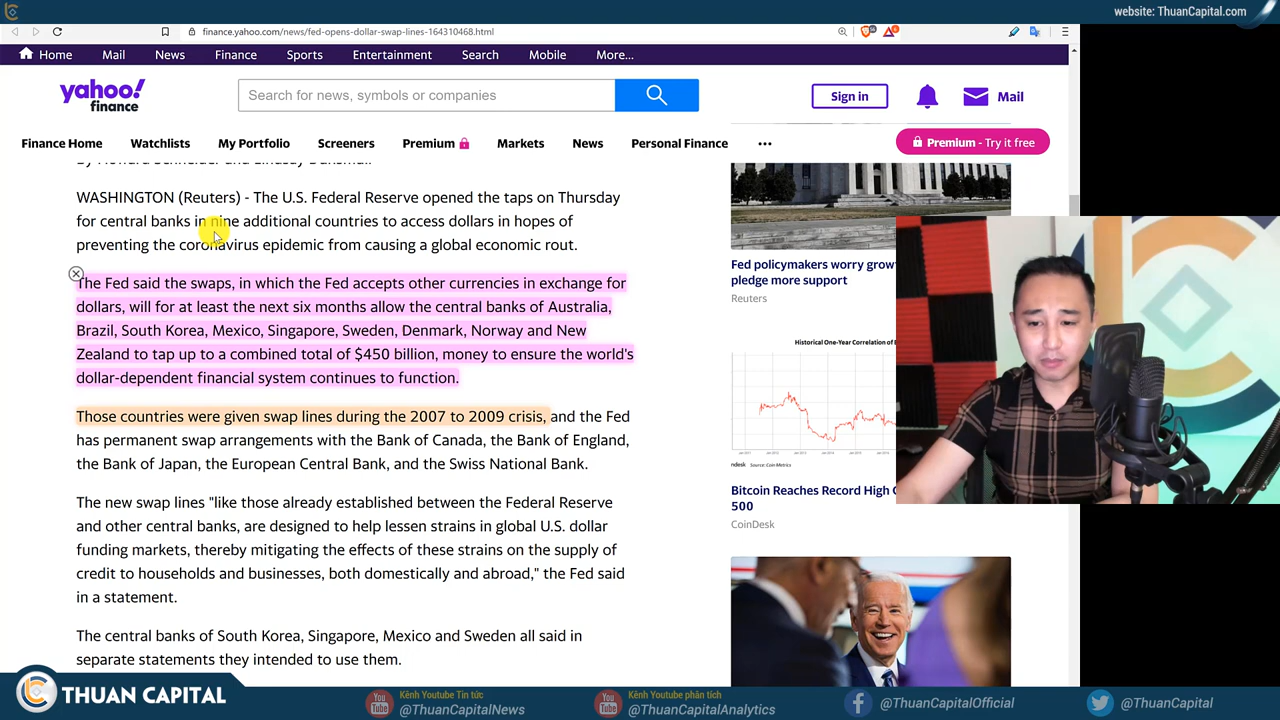 website: ThuanCapital.com
finance.yahoo.com/news/fed-opens-dollar-swap-lines-164310468.html
Home Mail News Finance Sports Entertainment Search Mobile More...
yahoo!
finance
Search for news, symbols or companies
Sign in
Mail
Finance Home Watchlists My Portfolio Screeners Premium Markets News Personal Finance ...
Premium - Try it free
WASHINGTON (Reuters) - The U.S. Federal Reserve opened the taps on Thursday
for central banks in nine additional countries to access dollars in hopes of
preventing the coronavirus epidemic from causing a global economic rout.
The Fed said the swaps, in which the Fed accepts other currencies in exchange for
dollars, will for at least the next six months allow the central banks of Australia,
Brazil, South Korea, Mexico, Singapore, Sweden, Denmark, Norway and New
Zealand to tap up to a combined total of $450 billion, money to ensure the world's
dollar-dependent financial system continues to function.
Those countries were given swap lines during the 2007 to 2009 crisis, and the Fed
has permanent swap arrangements with the Bank of Canada, the Bank of England,
the Bank of Japan, the European Central Bank, and the Swiss National Bank.
The new swap lines "like those already established between the Federal Reserve
and other central banks, are designed to help lessen strains in global U.S. dollar
funding markets, thereby mitigating the effects of these strains on the supply of
credit to households and businesses, both domestically and abroad," the Fed said
in a statement.
The central banks of South Korea, Singapore, Mexico and Sweden all said in
separate statements they intended to use them.
Fed policymakers worry grow
pledge more support
Reuters
Historical One-Year Correlation of
Source: Coin Metrics
Bitcoin Reaches Record High
500
CoinDesk
THUAN CAPITAL
You Tube
Kênh Youtube Tin tức
@ThuanCapitalNews
You Tube
Kênh Youtube phân tích
@ThuanCapitalAnalytics
@ThuanCapitalOfficial
@ThuanCapital